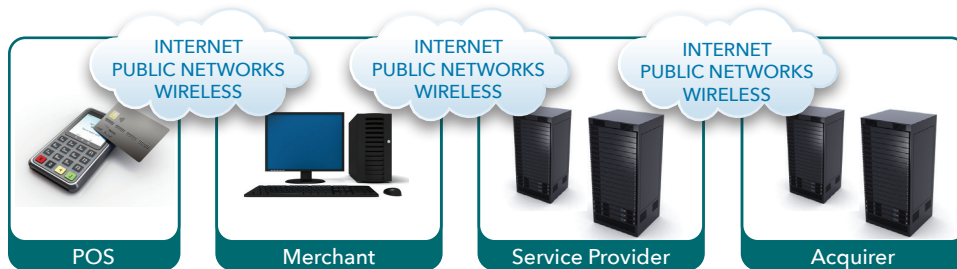 INTERNET
PUBLIC NETWORKS
WIRELESS
INTERNET
PUBLIC NETWORKS
WIRELESS
INTERNET
PUBLIC NETWORKS
WIRELESS
POS
Merchant
Service Provider
Acquirer